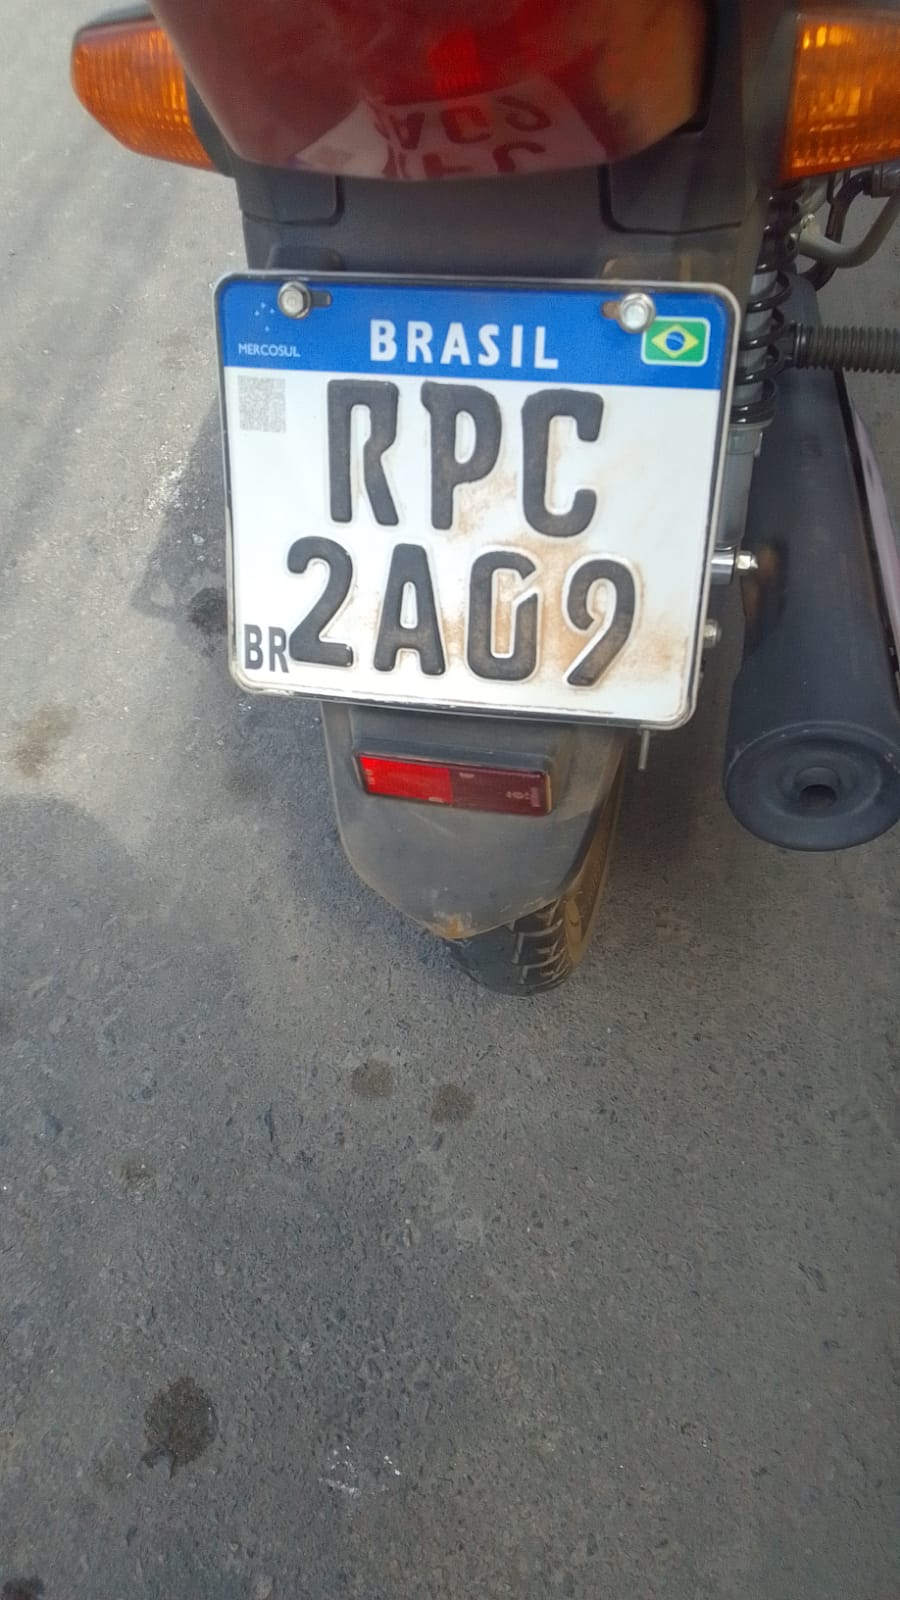 BRASIL
MERCOSUL
RPC
2A09
BR